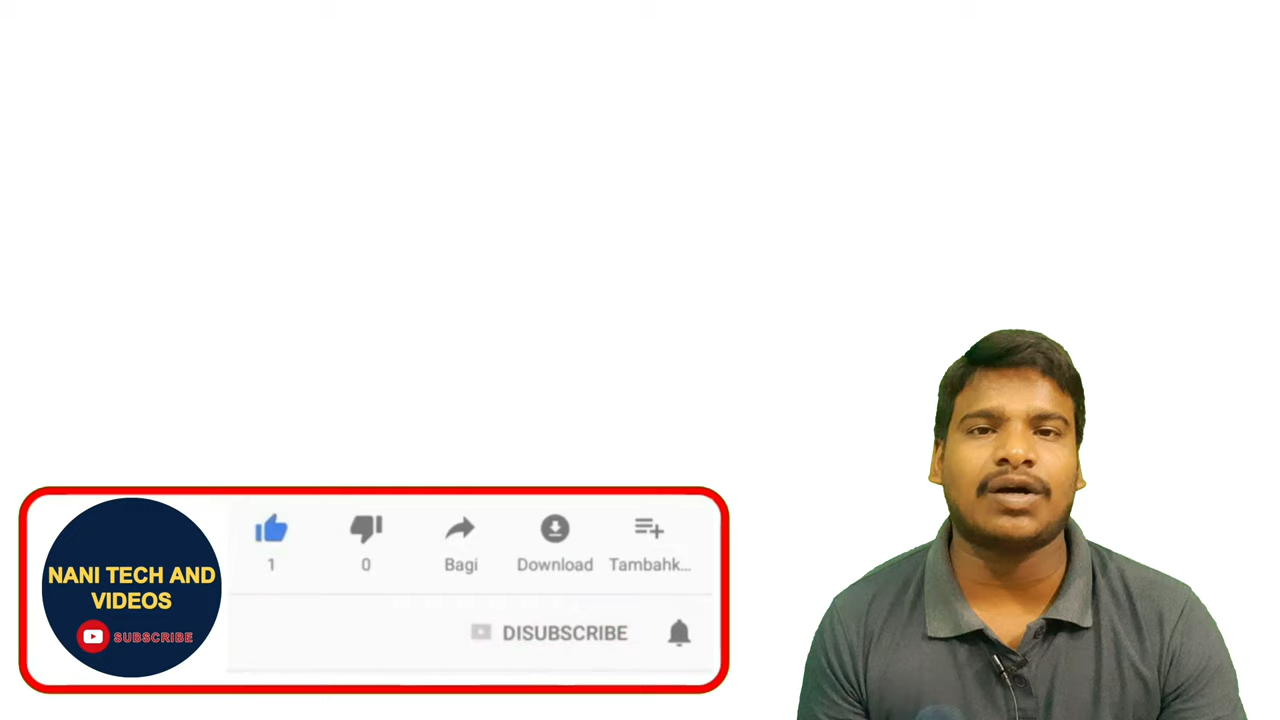 NANI TECH AND
VIDEOS
SUBSCRIBE
1 0 Bagi Download Tambahk...
DISUBSCRIBE